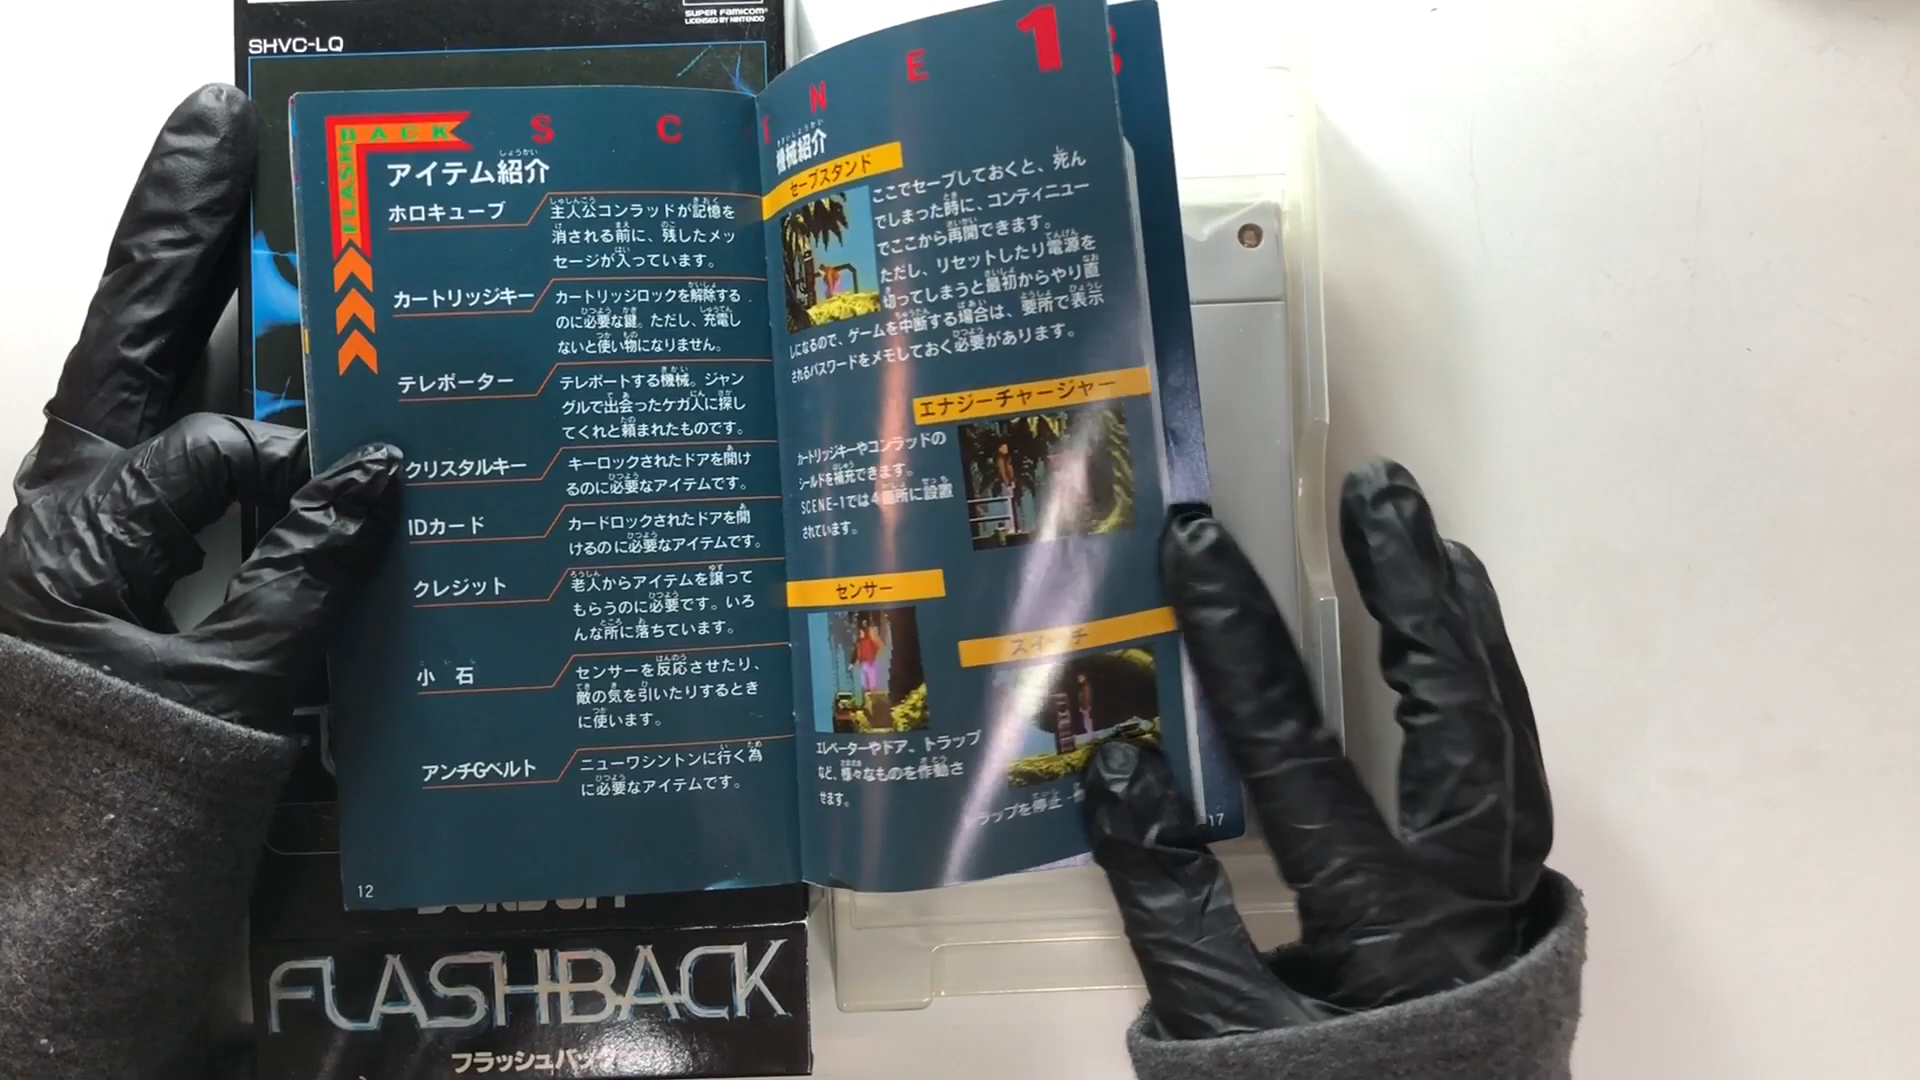 SUPER FAMICOM
LICENSED BY NINTENDO
SHVC-LQ
FLASHBACK
SCENE 1
アイテム紹介
ホロキューブ
主人公コンラッドが記憶を
消される前に、残したメッ
セージが入っています。
カートリッジキー
カートリッジロックを解除する
のに必要な鍵。ただし、充電し
ないと使い物になりません。
テレポーター
テレポートする機械。ジャン
グルで出会ったケガ人に探し
てくれと頼まれたものです。
クリスタルキー
キーロックされたドアを開け
るのに必要なアイテムです。
IDカード
カードロックされたドアを開
けるのに必要なアイテムです。
クレジット
老人からアイテムを譲って
もらうのに必要です。いろ
んな所に落ちています。
小石
センサーを反応させたり、
敵の気を引いたりするとき
に使います。
アンチGベルト
ニューワシントンに行く為
に必要なアイテムです。
12
機械紹介
セーブスタンド
ここでセーブしておくと、死ん
でしまった時に、コンティニュー
でここから再開できます。
ただし、リセットしたり電源を
切ってしまうと最初からやり直
しになるので、ゲームを中断する場合は、要所で表示
されるパスワードをメモしておく必要があります。
エナジーチャージャー
カートリッジキーやコンラッドの
シールドを補充できます。
SCENE-1では4箇所に設置
されています。
センサー
エレベーターやドア、トラップ
など、様々なものを作動さ
せます。
スイッチ
トラップを停止
17
FLASHBACK
フラッシュバック